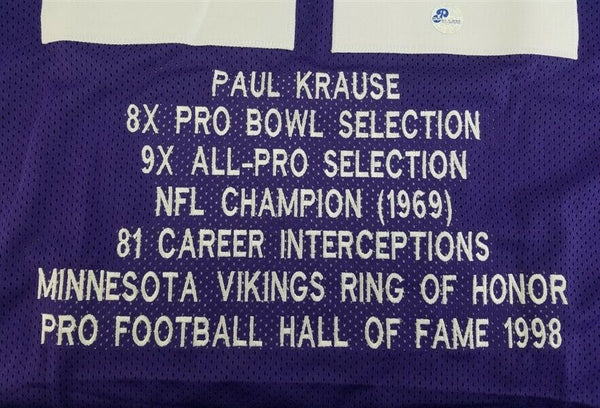 PAUL KRAUSE
8X PRO BOWL SELECTION
9X ALL-PRO SELECTION
NFL CHAMPION (1969)
81 CAREER INTERCEPTIONS
MINNESOTA VIKINGS RING OF HONOR
PRO FOOTBALL HALL OF FAME 1998